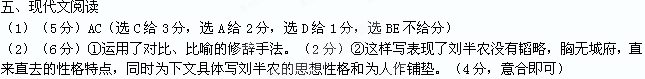 五、现代文阅读
（1）（5分）AC（选C给3分，选A给2分，选D给1分，选BE不给分）
（2）（6分）①运用了对比、比喻的修辞手法。（2分）②这样写表现了刘半农没有韬略，胸无城府，直
来直去的性格特点，同时为下文具体写刘半农的思想性格和为人作铺垫。（4分，意合即可）